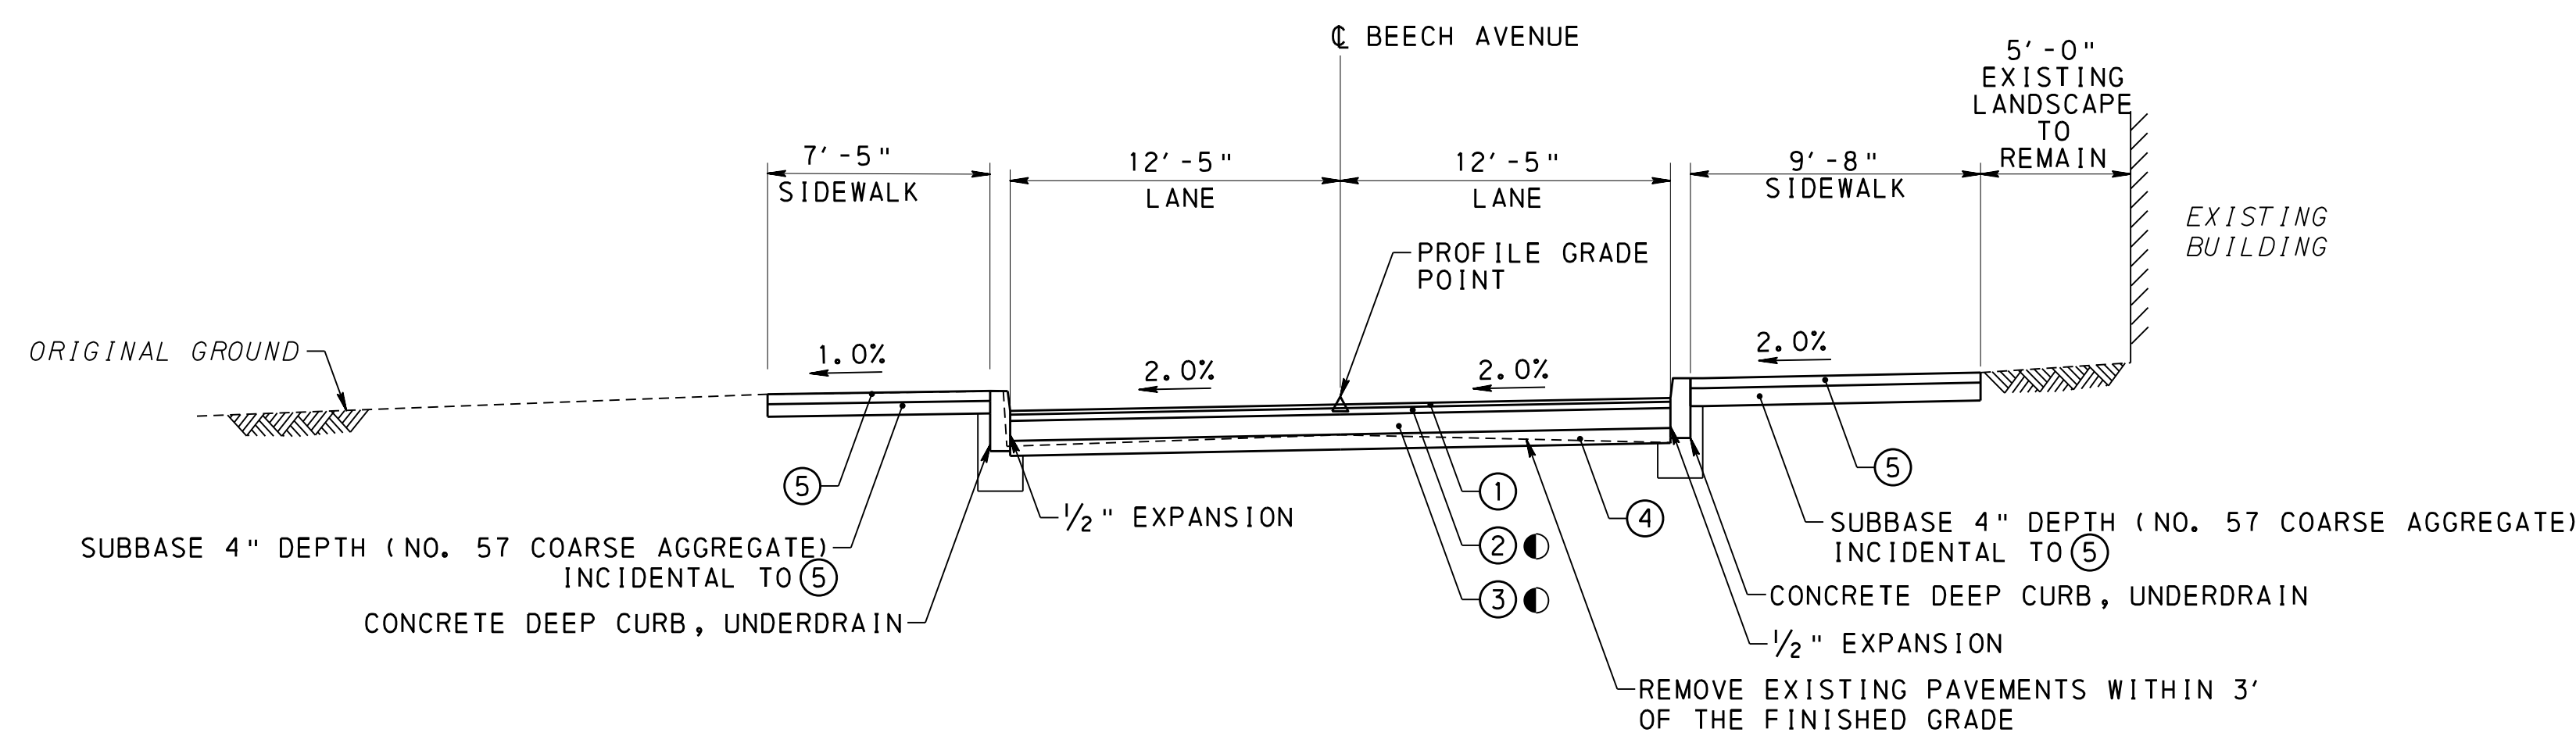 ℄ BEECH AVENUE
5'-0"
EXISTING
LANDSCAPE
TO
REMAIN
7'-5"
SIDEWALK
12'-5"
LANE
12'-5"
LANE
9'-8"
SIDEWALK
EXISTING
BUILDING
PROFILE GRADE
POINT
ORIGINAL GROUND
1.0%
2.0%
2.0%
2.0%
5
1/2" EXPANSION
SUBBASE 4" DEPTH (NO. 57 COARSE AGGREGATE)
INCIDENTAL TO 5
CONCRETE DEEP CURB, UNDERDRAIN
1
2
3
4
5
SUBBASE 4" DEPTH (NO. 57 COARSE AGGREGATE)
INCIDENTAL TO 5
CONCRETE DEEP CURB, UNDERDRAIN
1/2" EXPANSION
REMOVE EXISTING PAVEMENTS WITHIN 3'
OF THE FINISHED GRADE